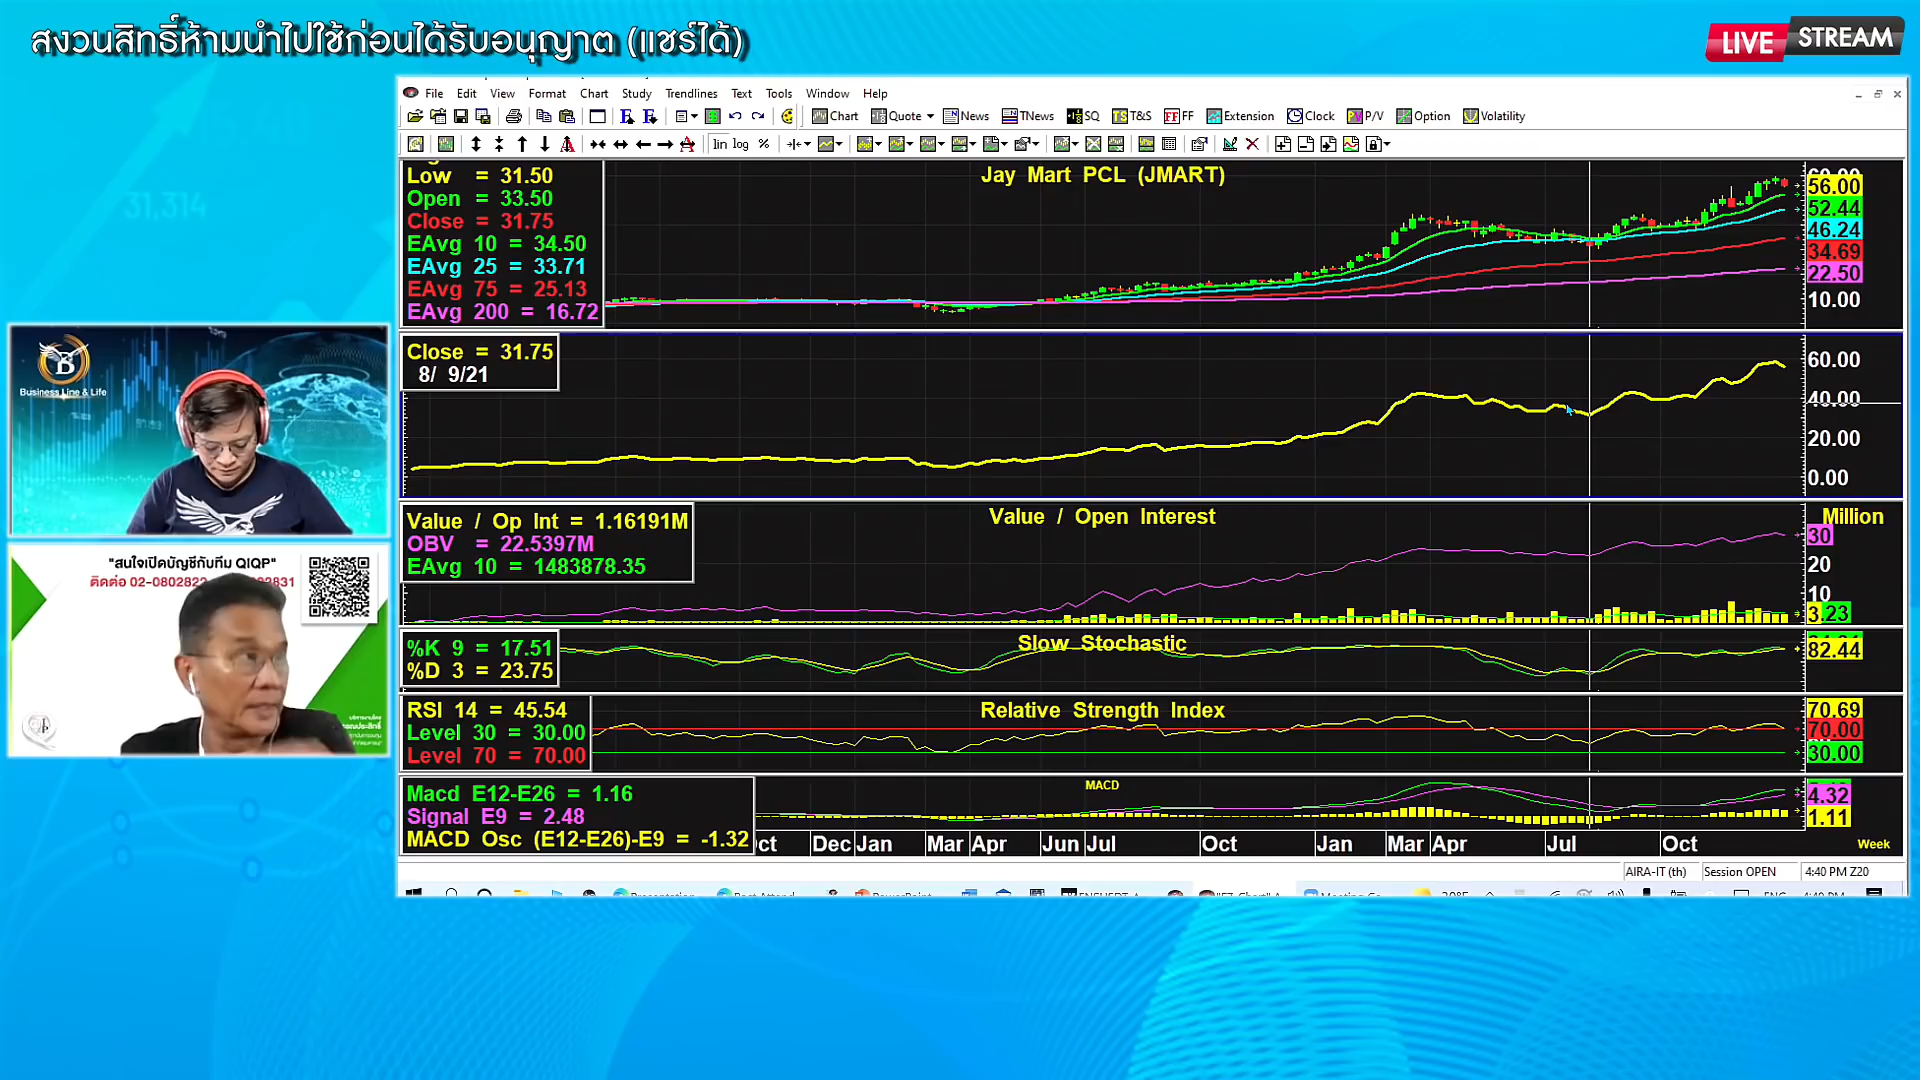 สงวนสิทธิ์ห้ามนำไปใช้ก่อนได้รับอนุญาต (แชร์ได้)
LIVE STREAM
File Edit View Format Chart Study Trendlines Text Tools Window Help
Chart Quote News TNews SQ T&S FF Extension Clock P/V Option Volatility
lin log %
Jay Mart PCL (JMART)
Low = 31.50
Open = 33.50
Close = 31.75
EAvg 10 = 34.50
EAvg 25 = 33.71
EAvg 75 = 25.13
EAvg 200 = 16.72
56.00
52.44
46.24
34.69
22.50
10.00
Close = 31.75
8/ 9/21
60.00
40.00
20.00
0.00
Value / Open Interest
Million
Value / Op Int = 1.16191M
OBV = 22.5397M
EAvg 10 = 1483878.35
30
20
10
3.23
Slow Stochastic
%K 9 = 17.51
%D 3 = 23.75
82.44
Relative Strength Index
RSI 14 = 45.54
Level 30 = 30.00
Level 70 = 70.00
70.69
70.00
30.00
MACD
Macd E12-E26 = 1.16
Signal E9 = 2.48
MACD Osc (E12-E26)-E9 = -1.32
4.32
1.11
Dec Jan Mar Apr Jun Jul Oct Jan Mar Apr Jul Oct Week
AIRA-IT (th) Session OPEN 4:40 PM Z20
31,314
B
Business Line & Life
"สนใจเปิดบัญชีกับทีม QIQP"
ติดต่อ 02-0802822